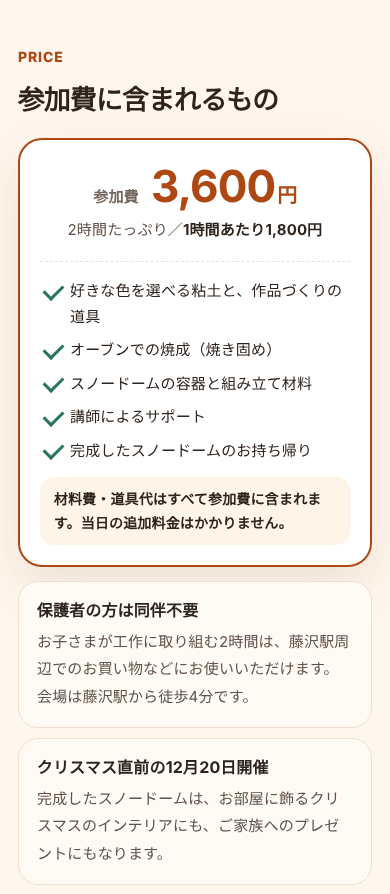 PRICE
参加費に含まれるもの
参加費 3,600円
2時間たっぷり／1時間あたり1,800円
好きな色を選べる粘土と、作品づくりの
道具
オーブンでの焼成（焼き固め）
スノードームの容器と組み立て材料
講師によるサポート
完成したスノードームのお持ち帰り
材料費・道具代はすべて参加費に含まれま
す。当日の追加料金はかかりません。
保護者の方は同伴不要
お子さまが工作に取り組む2時間は、藤沢駅周
辺でのお買い物などにお使いいただけます。
会場は藤沢駅から徒歩4分です。
クリスマス直前の12月20日開催
完成したスノードームは、お部屋に飾るクリ
スマスのインテリアにも、ご家族へのプレゼ
ントにもなります。